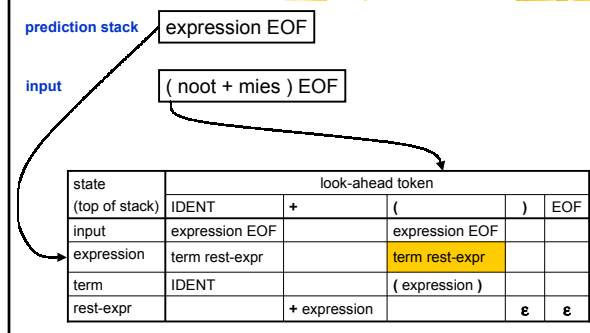 prediction stack expression EOF
input ( noot + mies ) EOF
state look-ahead token
(top of stack) IDENT + ( ) EOF
input expression EOF expression EOF
expression term rest-expr term rest-expr
term IDENT ( expression )
rest-expr + expression ε ε